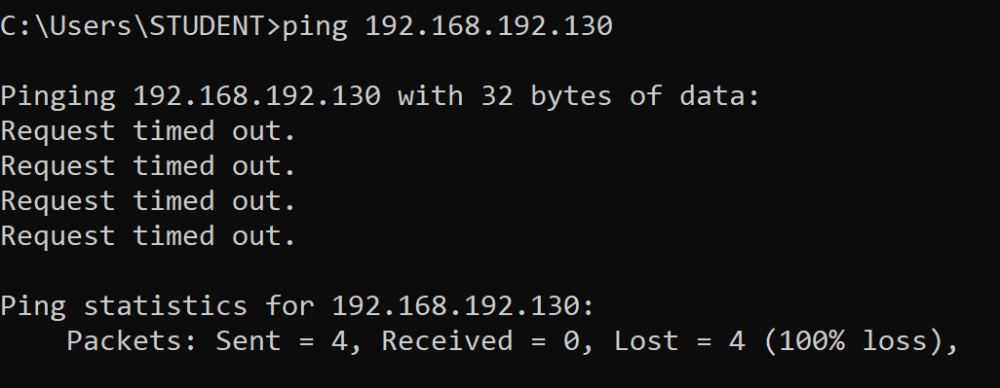 C:\Users\STUDENT>ping 192.168.192.130
Pinging 192.168.192.130 with 32 bytes of data:
Request timed out.
Request timed out.
Request timed out.
Request timed out.
Ping statistics for 192.168.192.130:
    Packets: Sent = 4, Received = 0, Lost = 4 (100% loss),